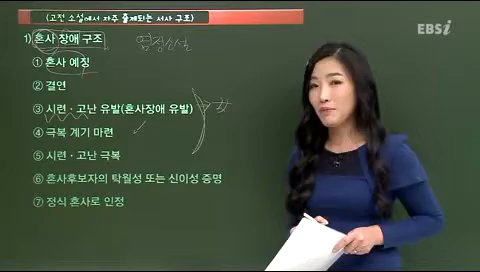 (고전 소설에서 자주 출제되는 서사 구조)
EBSi
1) 혼사 장애 구조
염정소설
① 혼사 예징
② 결연
③ 시련·고난 유발(혼사장애 유발)
④ 극복 계기 마련
⑤ 시련·고난 극복
⑥ 혼사후보자의 탁월성 또는 신이성 증명
⑦ 정식 혼사로 인정